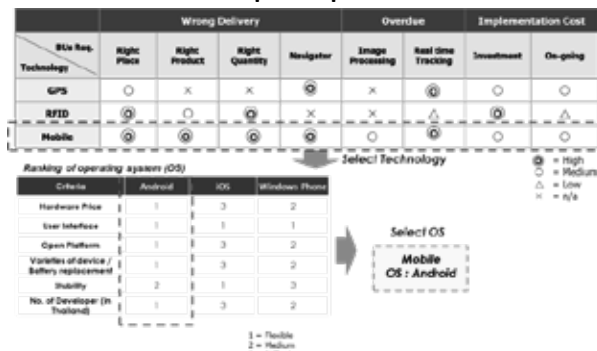 Wrong Delivery Overdue Implementation Cost
BUs Req. Right Place Right Product Right Quantity Navigator Image Processing Real time Tracking Investment On-going
Technology
GPS ○ × × ◎ × ◎ ○ ○
RFID ◎ ○ ◎ × × △ ◎ △
Mobile ◎ ◎ ◎ ◎ ○ ◎ ○ ○
Select Technology
◎ = High
○ = Medium
△ = Low
× = n/a
Ranking of operating system (OS)
Criteria Android iOS Windows Phone
Hardware Price 1 3 2
User Interface 1 1 1
Open Platform 1 3 2
Varieties of device / Battery replacement 1 3 2
Stability 2 1 3
No. of Developer (in Thailand) 1 3 2
Select OS
Mobile
OS : Android
1 = Flexible
2 = Medium